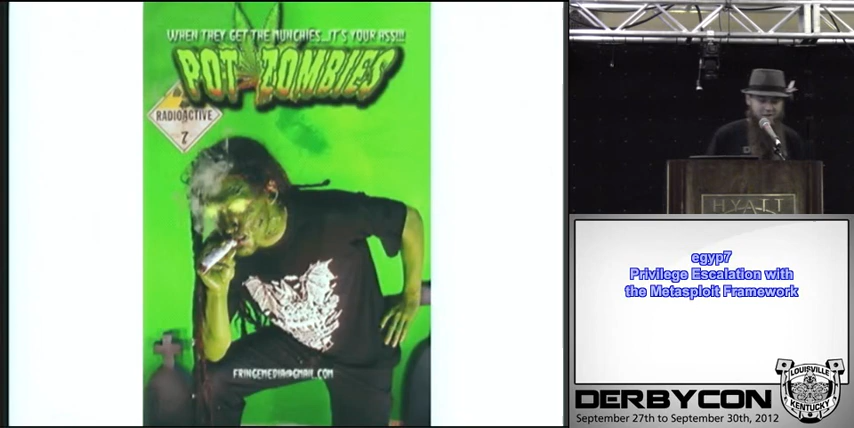 WHEN THEY GET THE MUNCHIES...IT'S YOUR ASS!!!
POT ZOMBIES
RADIOACTIVE
7
FRINGEMEDIA@GMAIL.COM
HYATT
egyp7
Privilege Escalation with
the Metasploit Framework
DERBYCON
September 27th to September 30th, 2012
LOUISVILLE
KENTUCKY